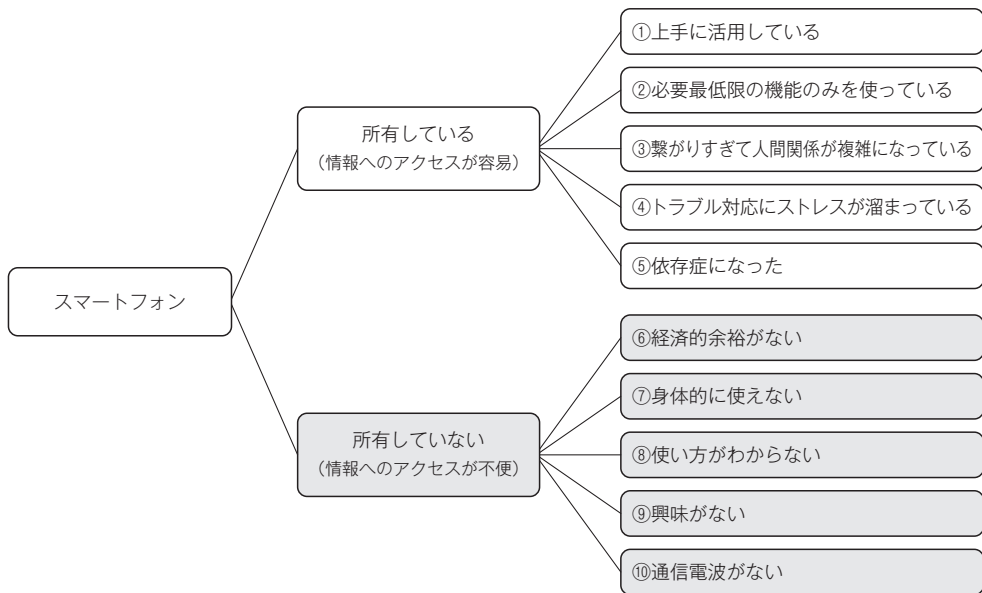 スマートフォン
所有している
（情報へのアクセスが容易）
①上手に活用している
②必要最低限の機能のみを使っている
③繋がりすぎて人間関係が複雑になっている
④トラブル対応にストレスが溜まっている
⑤依存症になった
所有していない
（情報へのアクセスが不便）
⑥経済的余裕がない
⑦身体的に使えない
⑧使い方がわからない
⑨興味がない
⑩通信電波がない